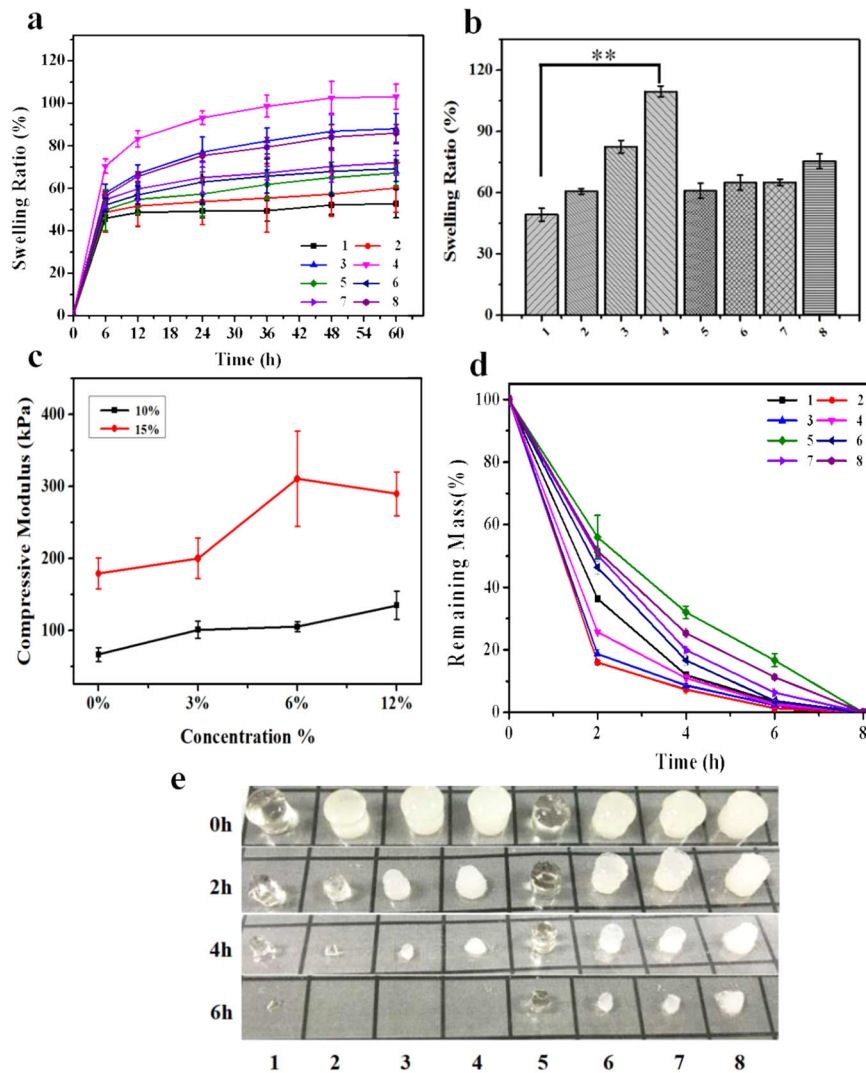 a
Swelling Ratio (%)
120
100
80
60
40
20
0
0 6 12 18 24 30 36 42 48 54 60
Time (h)
1 2
3 4
5 6
7 8
b
**
Swelling Ratio (%)
120
90
60
30
0
1 2 3 4 5 6 7 8
c
Compressive Modulus (kPa)
400
300
200
100
10%
15%
0% 3% 6% 12%
Concentration %
d
Remaining Mass(%)
100
80
60
40
20
0
0 2 4 6 8
Time (h)
1 2
3 4
5 6
7 8
e
0h
2h
4h
6h
1 2 3 4 5 6 7 8